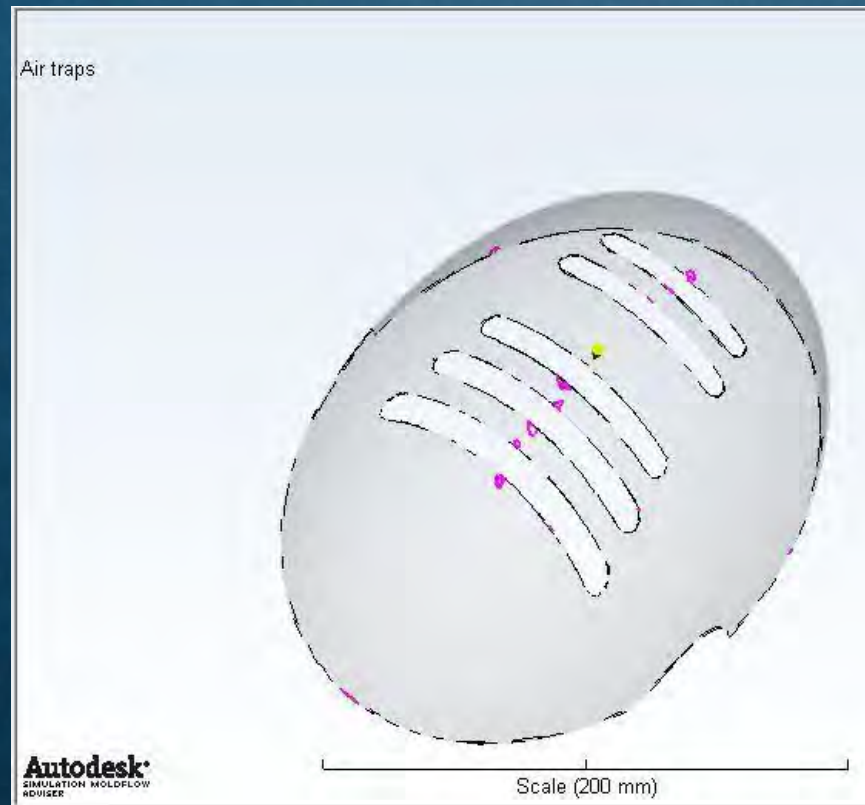 Air traps
Autodesk
SIMULATION MOLDFLOW
ADVISER
Scale (200 mm)